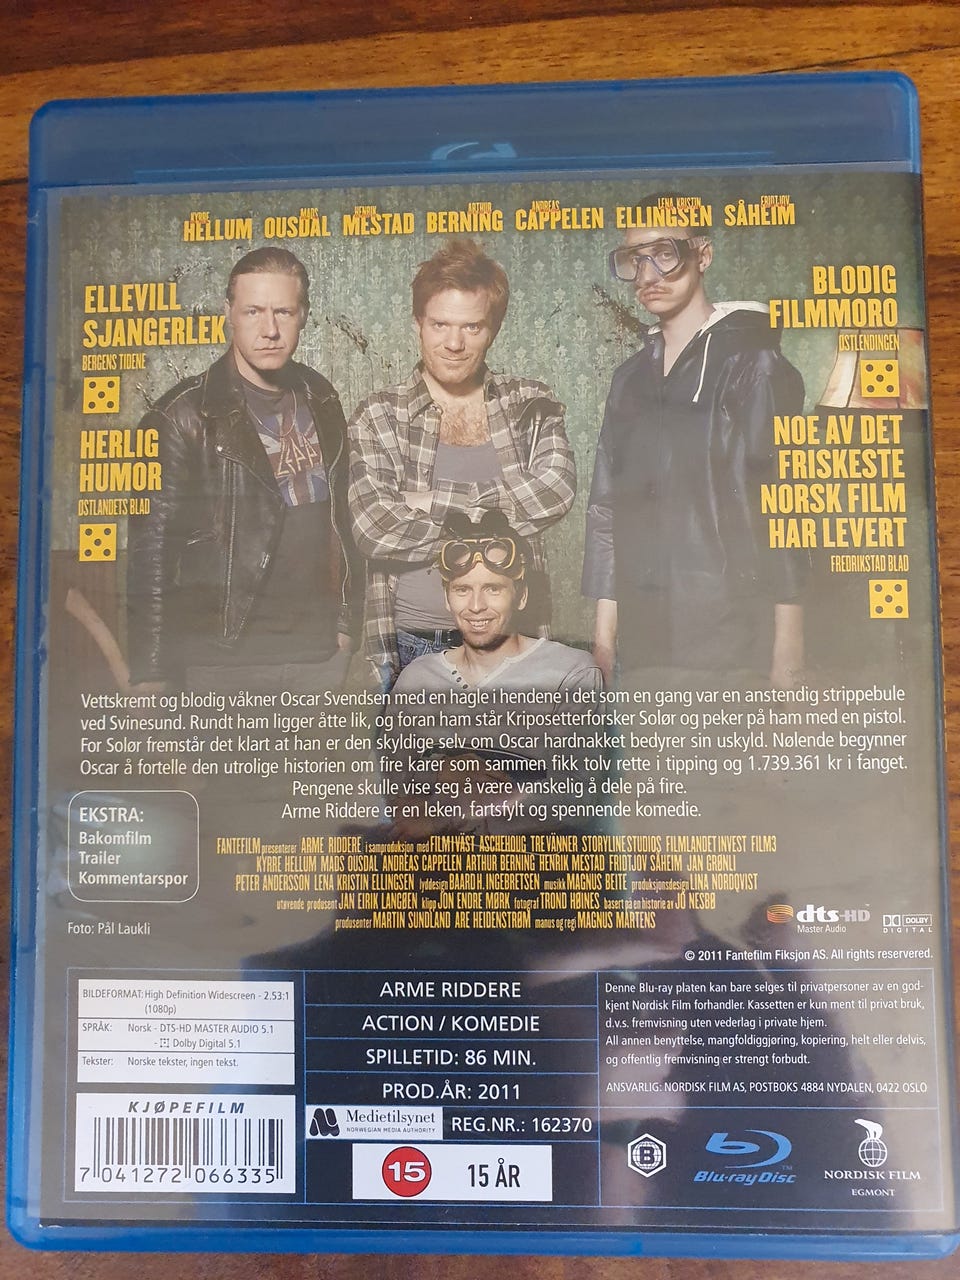 KYRRE HELLUM MADS OUSDAL HENRIK MESTAD ARTHUR BERNING ANDREAS CAPPELEN LENA KRISTIN ELLINGSEN FRIDTJOV SÅHEIM
ELLEVILL
SJANGERLEK
BERGENS TIDENE
HERLIG
HUMOR
ØSTLANDETS BLAD
BLODIG
FILMMORO
ØSTLENDINGEN
NOE AV DET
FRISKESTE
NORSK FILM
HAR LEVERT
FREDRIKSTAD BLAD
Vettskremt og blodig våkner Oscar Svendsen med en hagle i hendene i det som en gang var en anstendig strippebule
ved Svinesund. Rundt ham ligger åtte lik, og foran ham står Kriposetterforsker Solør og peker på ham med en pistol.
For Solør fremstår det klart at han er den skyldige selv om Oscar hardnakket bedyrer sin uskyld. Nølende begynner
Oscar å fortelle den utrolige historien om fire karer som sammen fikk tolv rette i tipping og 1.739.361 kr i fanget.
Pengene skulle vise seg å være vanskelig å dele på fire.
Arme Riddere er en leken, fartsfylt og spennende komedie.
EKSTRA:
Bakomfilm
Trailer
Kommentarspor
FANTEFILM presenterer ARME RIDDERE i samproduksjon med FILM I VÄST ASCHEHOUG TRE VÄNNER STORYLINE STUDIOS FILMLANDET INVEST FILM3
KYRRE HELLUM MADS OUSDAL ANDREAS CAPPELEN ARTHUR BERNING HENRIK MESTAD FRIDTJOV SÅHEIM JAN GRØNLI
PETER ANDERSSON LENA KRISTIN ELLINGSEN lyddesign BAARD H. INGEBRETSEN musikk MAGNUS BEITE produksjonsdesign LINA NORDQVIST
utøvende produsent JAN EIRIK LANGØEN klipp JON ENDRE MØRK fotograf TROND HØINES basert på en historie av JO NESBØ
produsenter MARTIN SUNDLAND ARE HEIDENSTRØM manus og regi MAGNUS MARTENS
Foto: Pål Laukli
dts-HD
Master Audio
DOLBY
DIGITAL
© 2011 Fantefilm Fiksjon AS. All rights reserved.
BILDEFORMAT: High Definition Widescreen - 2.53:1
(1080p)
SPRÅK: Norsk - DTS-HD MASTER AUDIO 5.1
- Dolby Digital 5.1
Tekster: Norske tekster, ingen tekst.
KJØPEFILM
7 041272 066335
ARME RIDDERE
ACTION / KOMEDIE
SPILLETID: 86 MIN.
PROD.ÅR: 2011
Medietilsynet
NORWEGIAN MEDIA AUTHORITY
REG.NR.: 162370
15 15 ÅR
Denne Blu-ray platen kan bare selges til privatpersoner av en god-
kjent Nordisk Film forhandler. Kassetten er kun ment til privat bruk,
d.v.s. fremvisning uten vederlag i private hjem.
All annen benyttelse, mangfoldiggjøring, kopiering, helt eller delvis,
og offentlig fremvisning er strengt forbudt.
ANSVARLIG: NORDISK FILM AS, POSTBOKS 4884 NYDALEN, 0422 OSLO
B
Blu-ray Disc
TM
NORDISK FILM
EGMONT